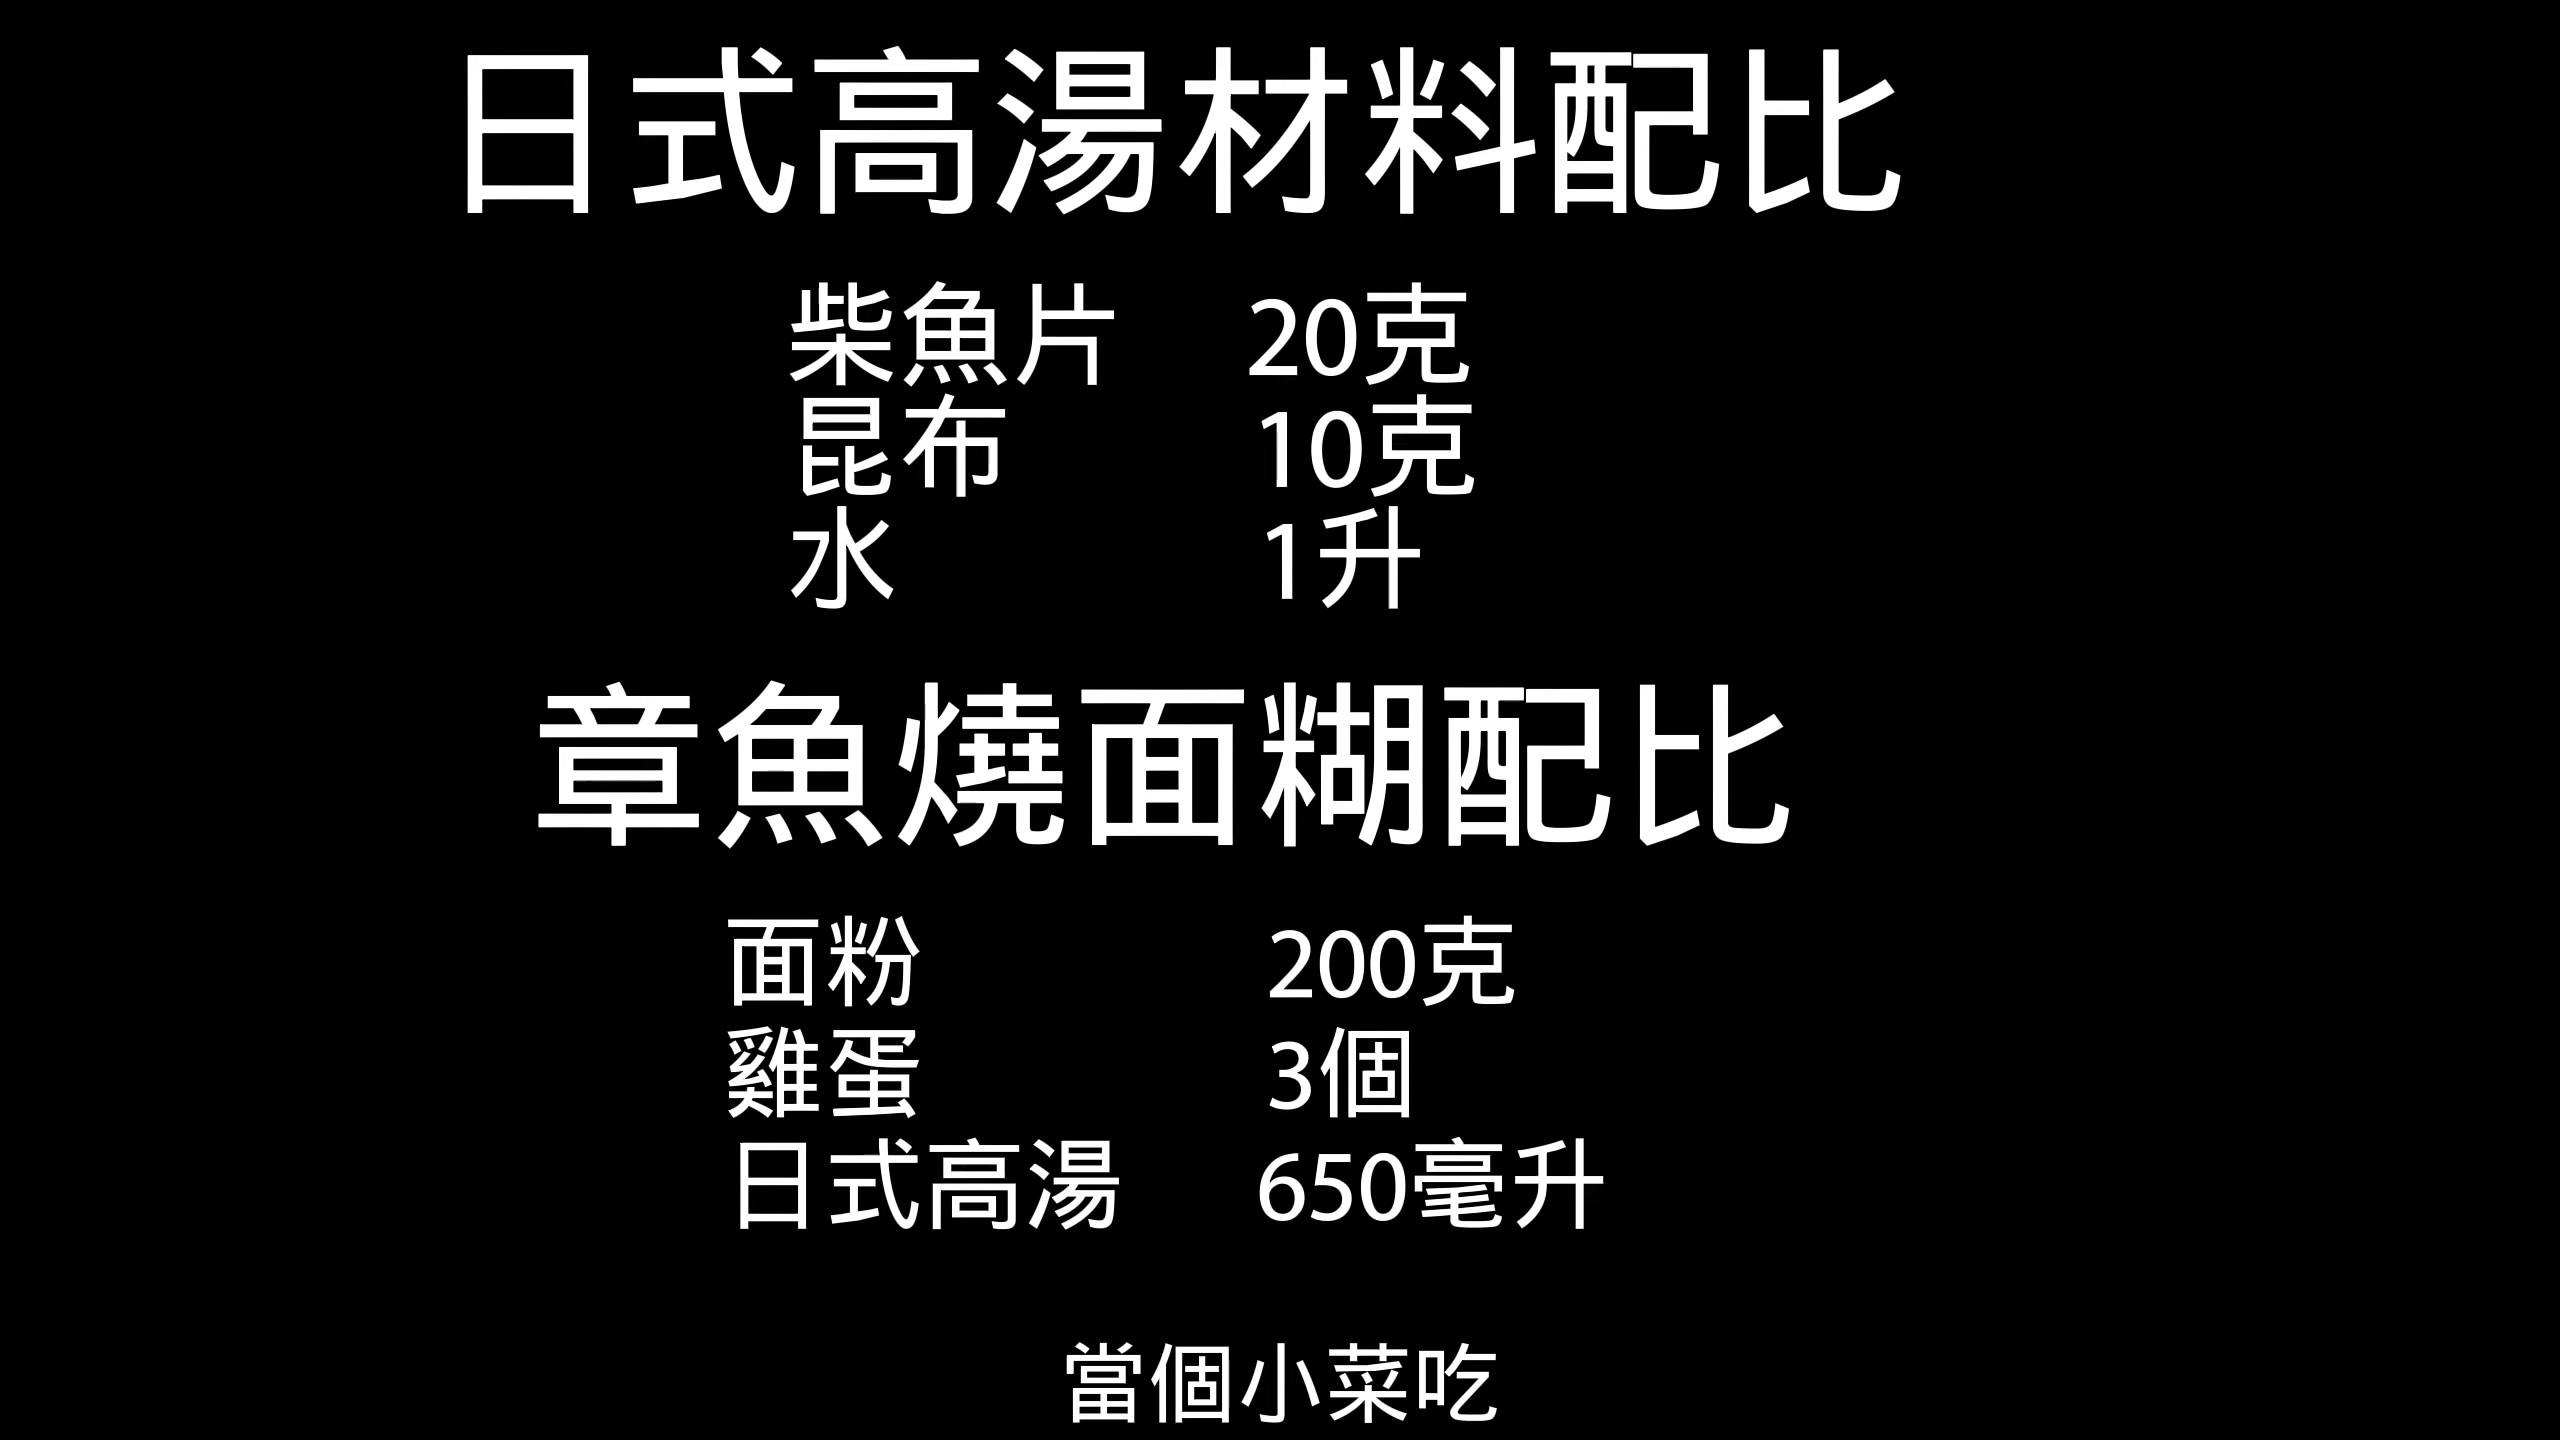 日式高湯材料配比
柴魚片 20克
昆布 10克
水 1升
章魚燒面糊配比
面粉 200克
雞蛋 3個
日式高湯 650毫升
當個小菜吃